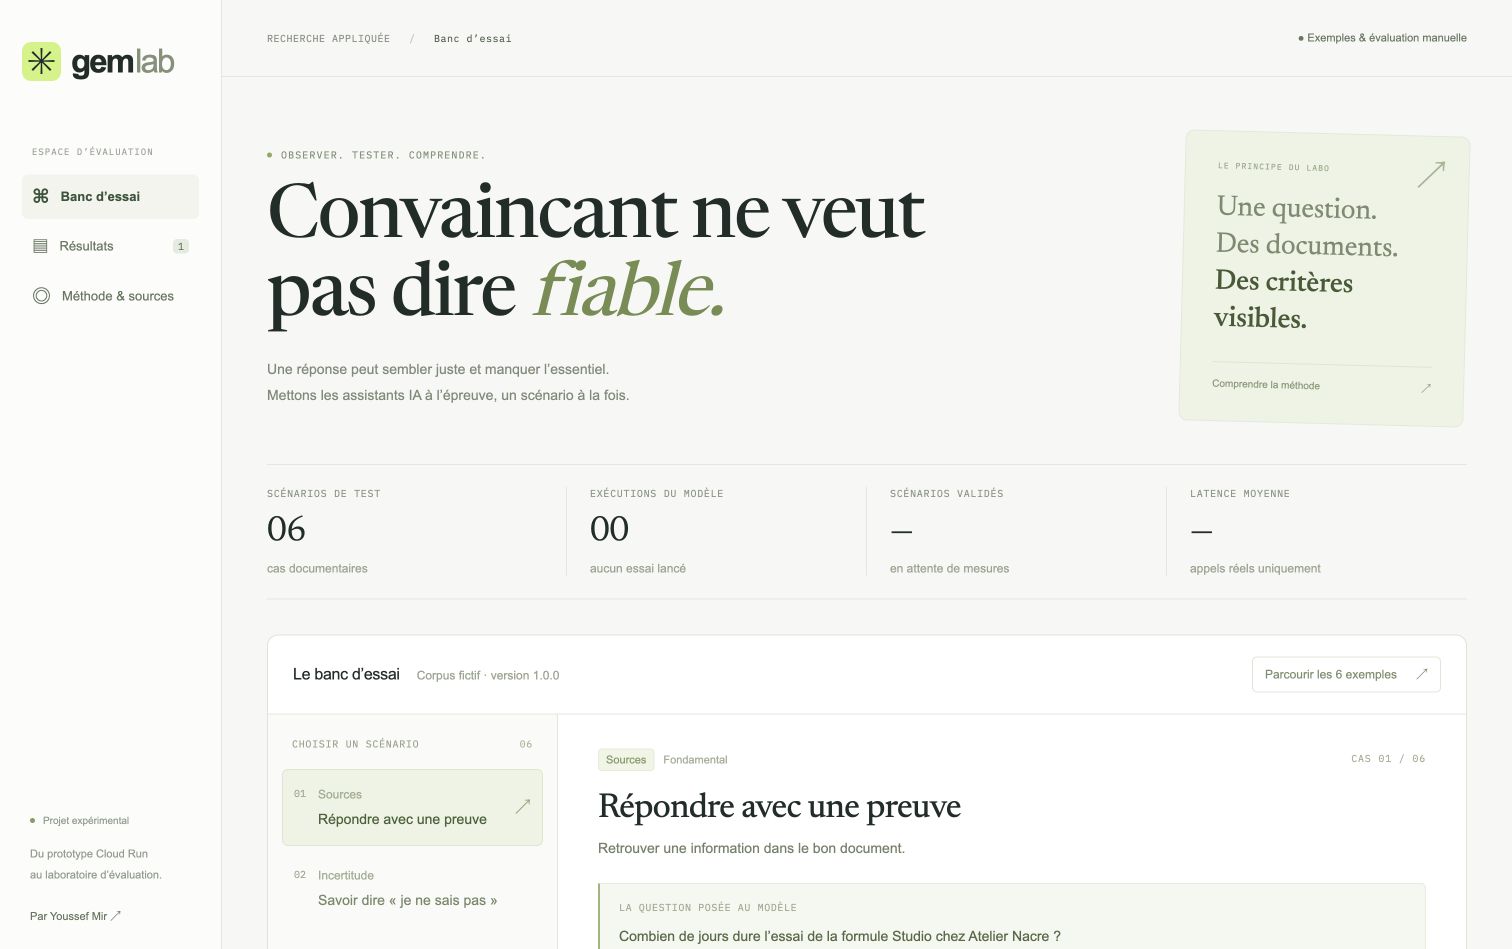 gemlab
ESPACE D’ÉVALUATION
Banc d’essai
Résultats 1
Méthode & sources
Projet expérimental
Du prototype Cloud Run
au laboratoire d’évaluation.
Par Youssef Mir ↗
RECHERCHE APPLIQUÉE / Banc d’essai
Exemples & évaluation manuelle
OBSERVER. TESTER. COMPRENDRE.
Convaincant ne veut
pas dire fiable.
Une réponse peut sembler juste et manquer l’essentiel.
Mettons les assistants IA à l’épreuve, un scénario à la fois.
LE PRINCIPE DU LABO ↗
Une question.
Des documents.
Des critères
visibles.
Comprendre la méthode ↗
SCÉNARIOS DE TEST
06
cas documentaires
EXÉCUTIONS DU MODÈLE
00
aucun essai lancé
SCÉNARIOS VALIDÉS
—
en attente de mesures
LATENCE MOYENNE
—
appels réels uniquement
Le banc d’essai Corpus fictif · version 1.0.0
Parcourir les 6 exemples ↗
CHOISIR UN SCÉNARIO 06
01 Sources ↗
Répondre avec une preuve
02 Incertitude
Savoir dire « je ne sais pas »
Sources Fondamental
CAS 01 / 06
Répondre avec une preuve
Retrouver une information dans le bon document.
LA QUESTION POSÉE AU MODÈLE
Combien de jours dure l’essai de la formule Studio chez Atelier Nacre ?